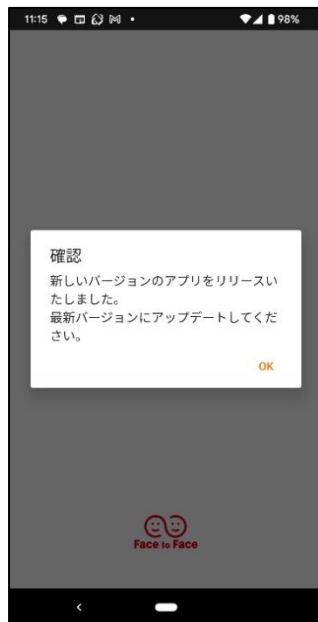 11:15
98%
確認
新しいバージョンのアプリをリリースい
たしました。
最新バージョンにアップデートしてくだ
さい。
OK
Face to Face